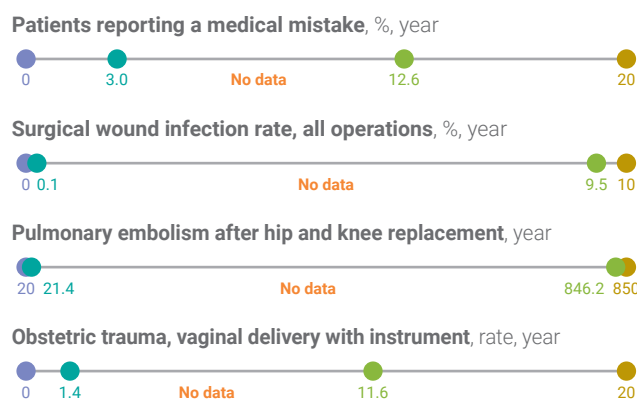 Patients reporting a medical mistake, %, year
0 3.0 No data 12.6 20
Surgical wound infection rate, all operations, %, year
0 0.1 No data 9.5 10
Pulmonary embolism after hip and knee replacement, year
20 21.4 No data 846.2 850
Obstetric trauma, vaginal delivery with instrument, rate, year
0 1.4 No data 11.6 20